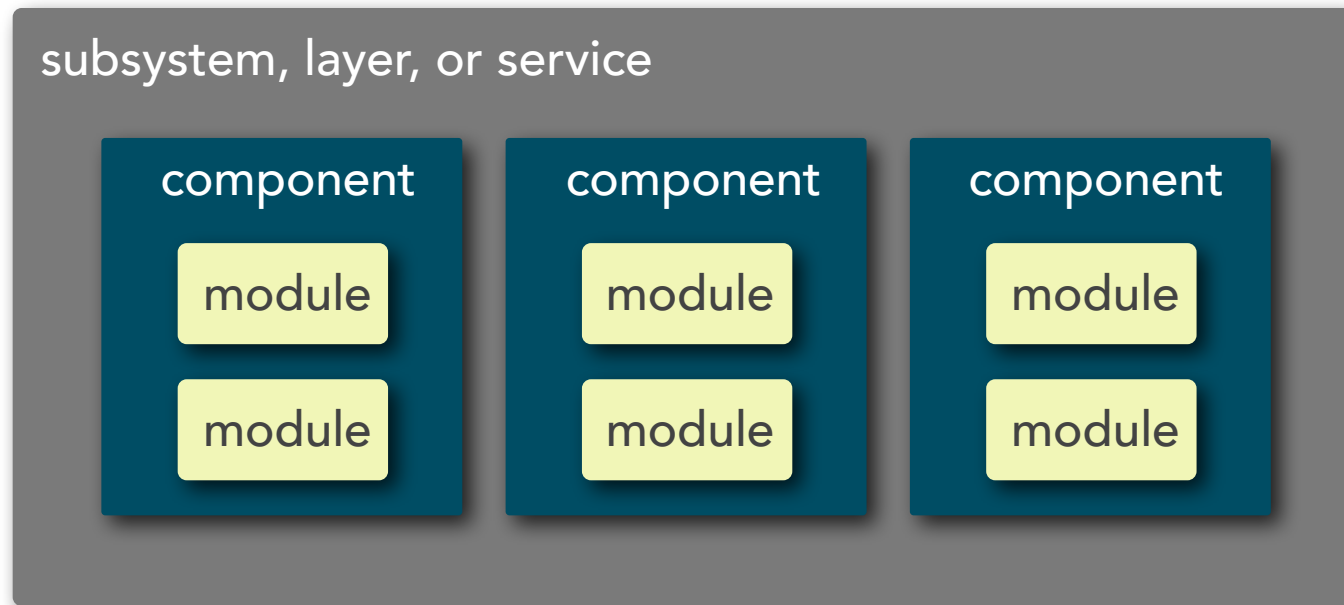 subsystem, layer, or service
component component component
module module module
module module module